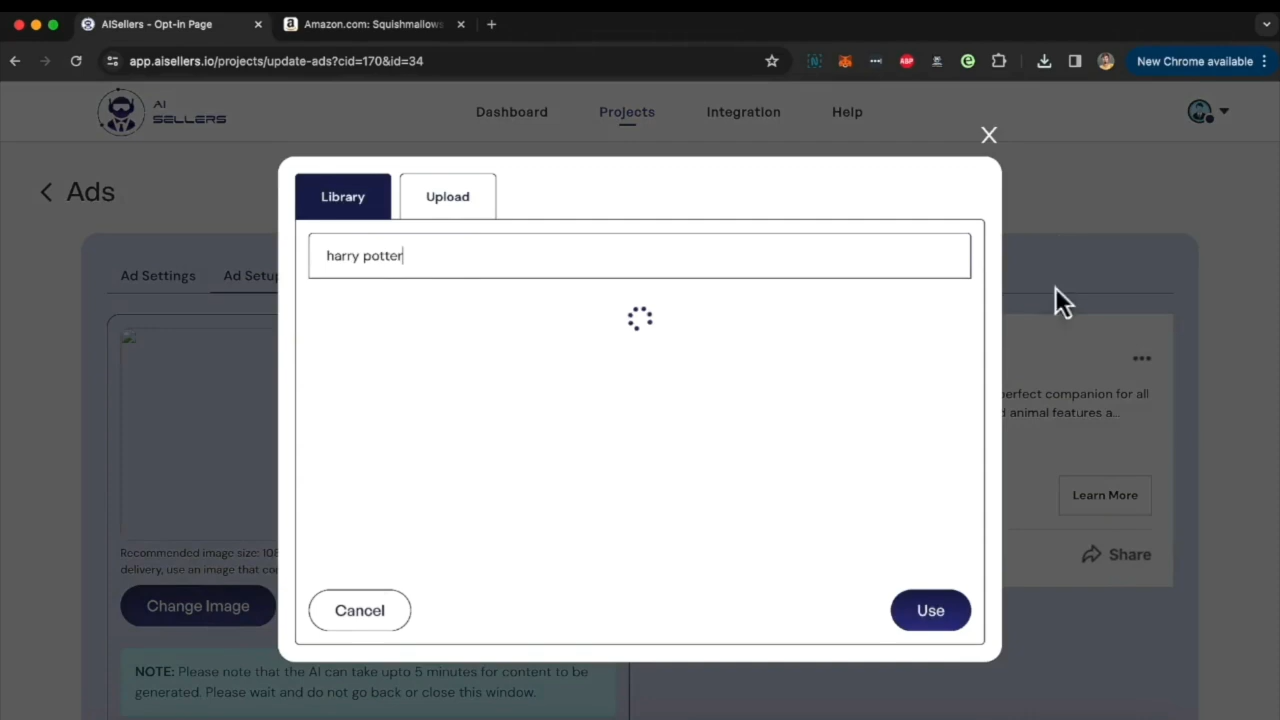 AISellers - Opt-In Page
Amazon.com: Squishmallows
app.aisellers.io/projects/update-ads?cid=170&id=34
ABP
New Chrome available
AI
SELLERS
Dashboard
Projects
Integration
Help
Ads
Library
Upload
Ad Settings
Ad Setup
harry potter
perfect companion for all
d animal features a...
Learn More
Share
Recommended image size: 108
delivery, use an image that co
Change Image
Cancel
Use
NOTE: Please note that the AI can take upto 5 minutes for content to be
generated. Please wait and do not go back or close this window.